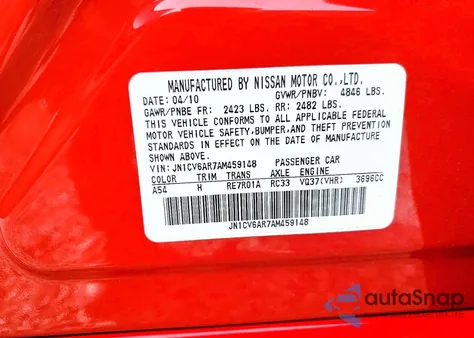 MANUFACTURED BY NISSAN MOTOR CO.,LTD.
DATE: 04/10 GVWR/PNBV: 4846 LBS.
GAWR/PNBE FR: 2423 LBS. RR: 2482 LBS.
THIS VEHICLE CONFORMS TO ALL APPLICABLE FEDERAL
MOTOR VEHICLE SAFETY,BUMPER,AND THEFT PREVENTION
STANDARDS IN EFFECT ON THE DATE OF MANUFACTURE
SHOWN ABOVE.
VIN: JN1CV6AR7AM459148 PASSENGER CAR
COLOR TRIM TRANS AXLE ENGINE
A54 H RE7R01A RC33 VQ37(VHR) 3696CC
JN1CV6AR7AM459148
autoSnap